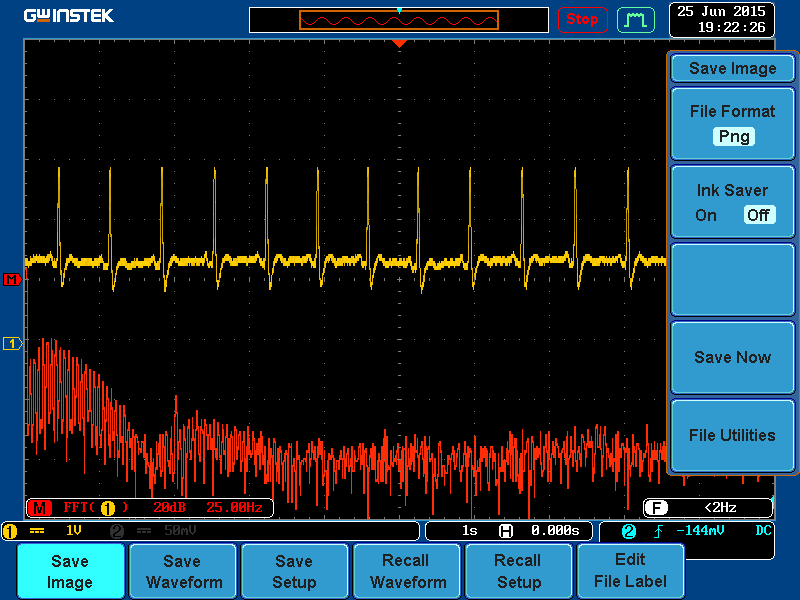 GWINSTEK
Stop
25 Jun 2015
19:22:26
Save Image
File Format
Png
Ink Saver
On Off
M
1
Save Now
File Utilities
M FFT( 1 ) 20dB 25.00Hz
F <2Hz
1 1V 2 50mV
1s H 0.000s
2 -144mV DC
Save
Image
Save
Waveform
Save
Setup
Recall
Waveform
Recall
Setup
Edit
File Label